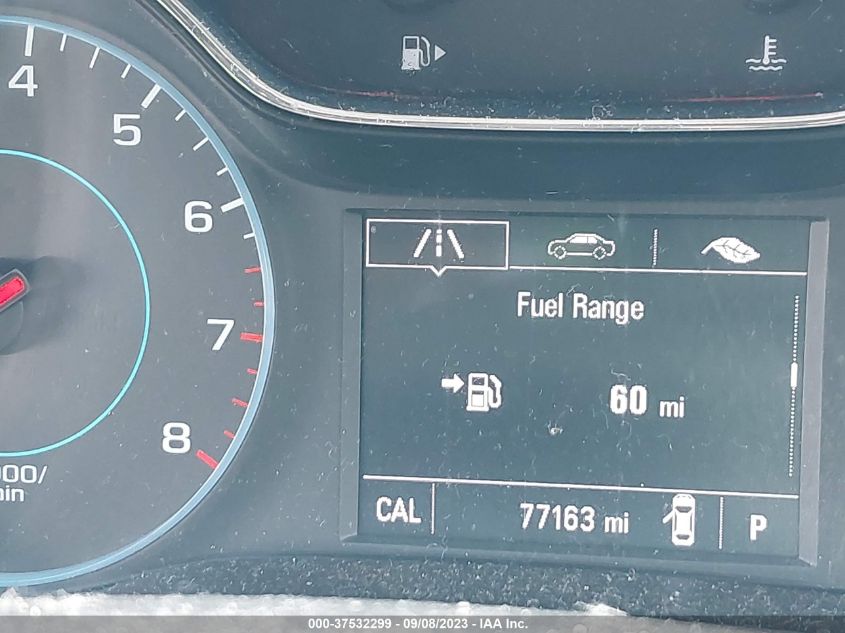 4
5
6
7
8
000/
in
Fuel Range
60 mi
CAL 77163 mi P
000-37532299 - 09/08/2023 - IAA Inc.